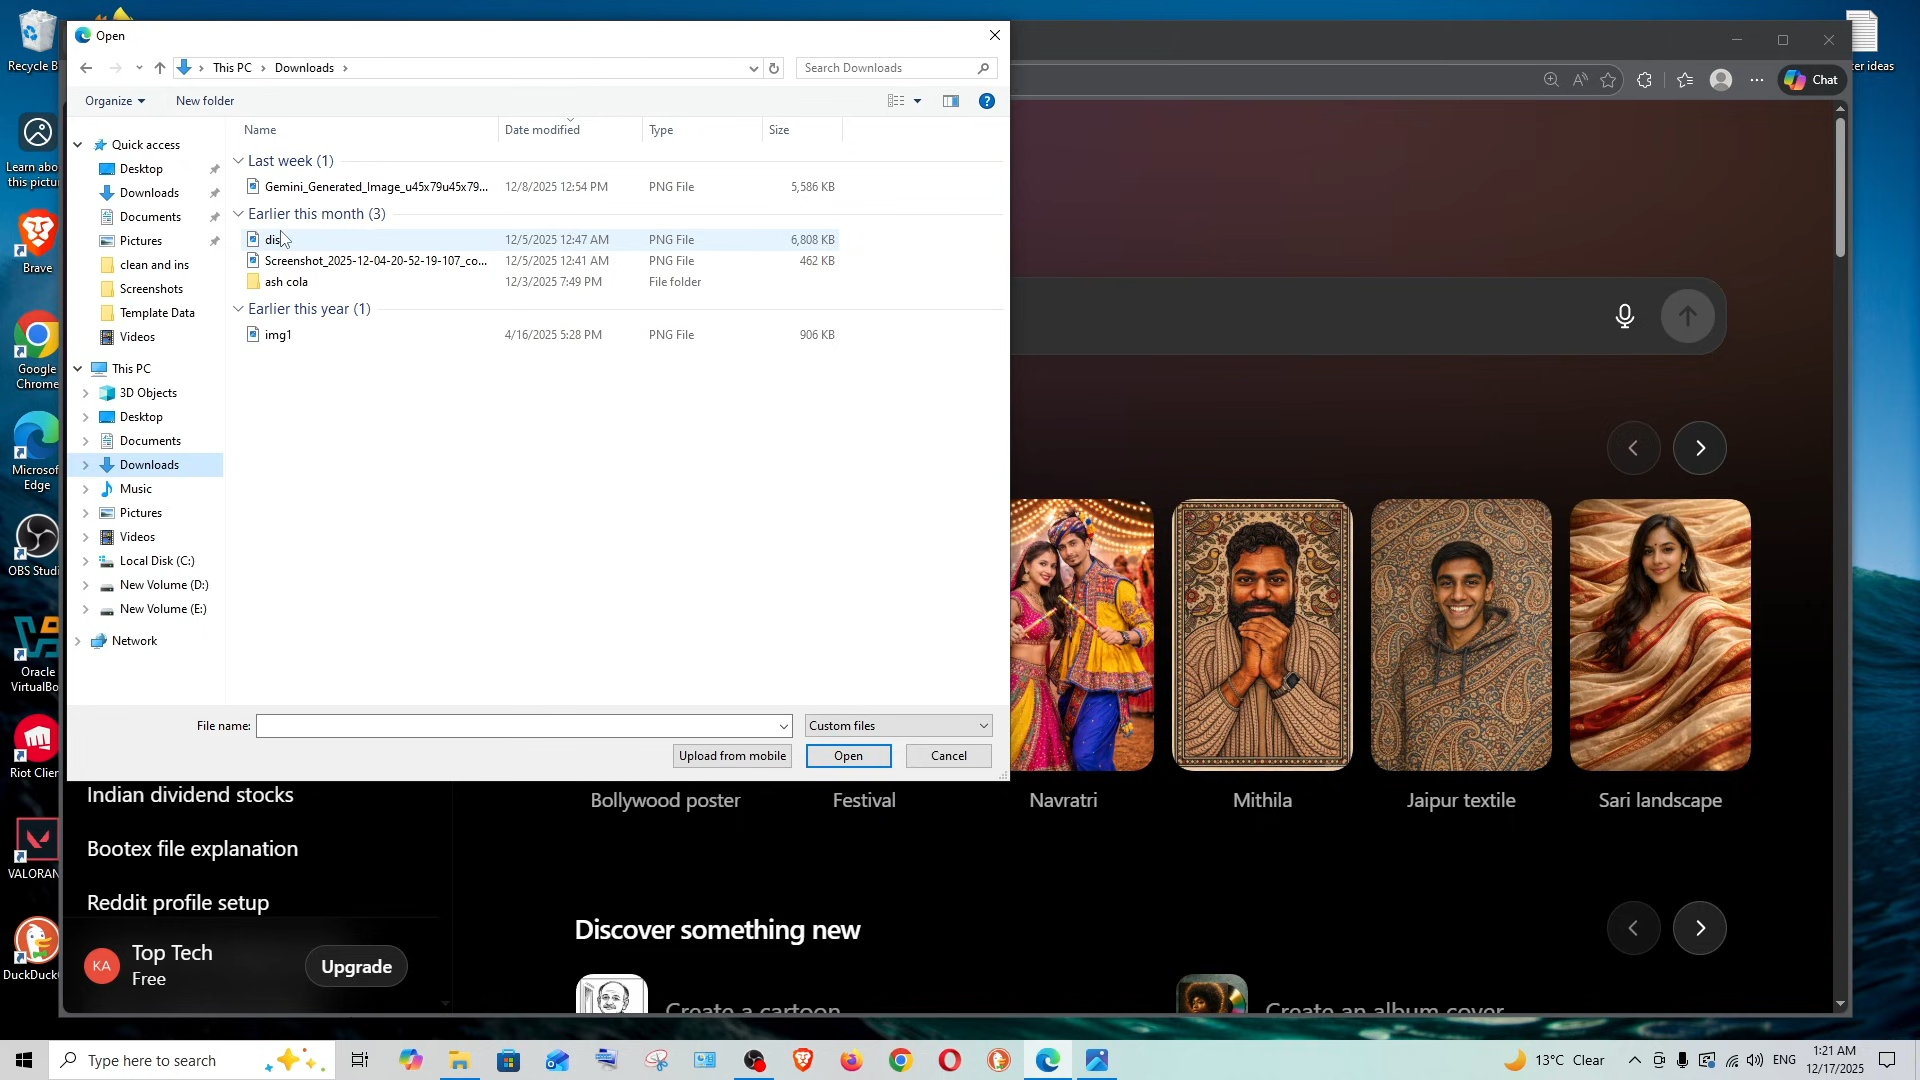 Open
This PC
Downloads
Search Downloads
Organize
New folder
Name
Date modified
Type
Size
Quick access
Desktop
Downloads
Documents
Pictures
clean and ins
Screenshots
Template Data
Videos
This PC
3D Objects
Desktop
Documents
Downloads
Music
Pictures
Videos
Local Disk (C:)
New Volume (D:)
New Volume (E:)
Network
Last week (1)
Gemini_Generated_Image_u45x79u45x79... 12/8/2025 12:54 PM PNG File 5,586 KB
Earlier this month (3)
dis 12/5/2025 12:47 AM PNG File 6,808 KB
Screenshot_2025-12-04-20-52-19-107_co... 12/5/2025 12:41 AM PNG File 462 KB
ash cola 12/3/2025 7:49 PM File folder
Earlier this year (1)
img1 4/16/2025 5:28 PM PNG File 906 KB
File name:
Custom files
Upload from mobile
Open
Cancel
Recycle B
Learn abo
this pictu
Brave
Google
Chrome
Microsof
Edge
OBS Studi
Oracle
VirtualBo
Riot Clien
VALORAN
DuckDuck
ter ideas
Chat
Bollywood poster
Festival
Navratri
Mithila
Jaipur textile
Sari landscape
Indian dividend stocks
Bootex file explanation
Reddit profile setup
KA
Top Tech
Free
Upgrade
Discover something new
Create a cartoon
Create an album cover
Type here to search
13°C Clear
ENG
1:21 AM
12/17/2025